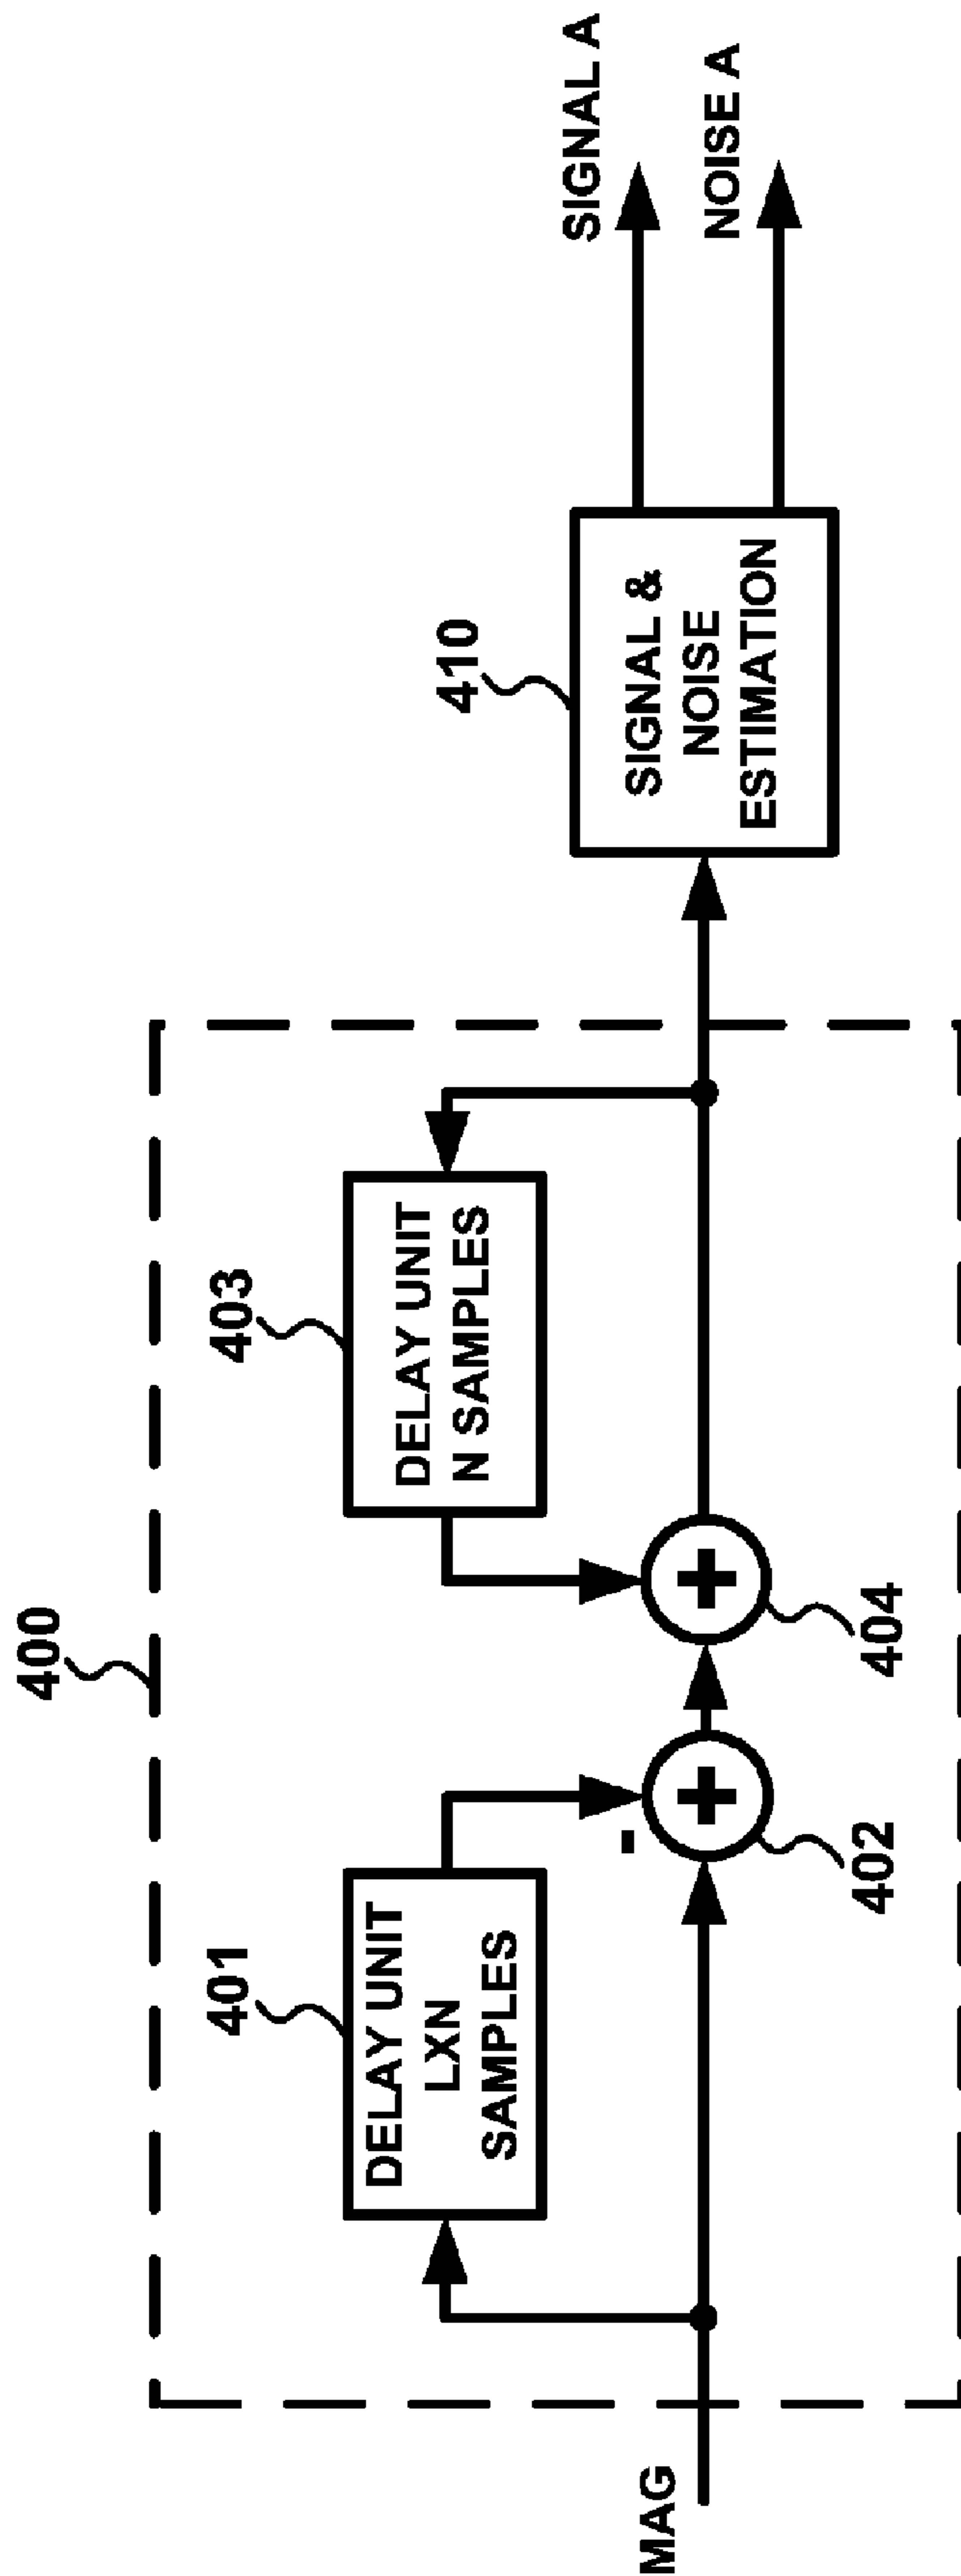 400
401
DELAY UNIT
LXN
SAMPLES
403
DELAY UNIT
N SAMPLES
MAG
-
+
402
+
404
410
SIGNAL &
NOISE
ESTIMATION
SIGNAL A
NOISE A